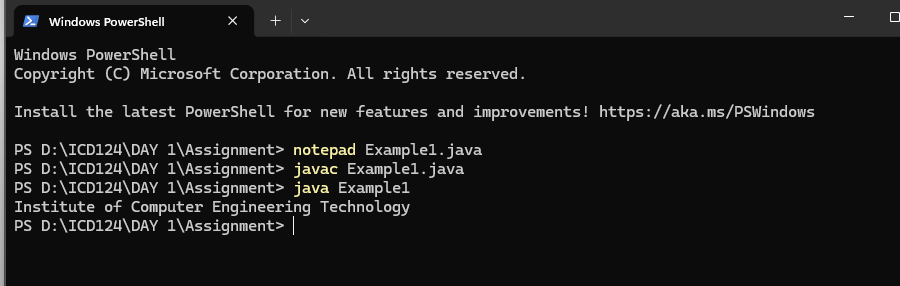 Windows PowerShell
Windows PowerShell
Copyright (C) Microsoft Corporation. All rights reserved.
Install the latest PowerShell for new features and improvements! https://aka.ms/PSWindows
PS D:\ICD124\DAY 1\Assignment> notepad Example1.java
PS D:\ICD124\DAY 1\Assignment> javac Example1.java
PS D:\ICD124\DAY 1\Assignment> java Example1
Institute of Computer Engineering Technology
PS D:\ICD124\DAY 1\Assignment>